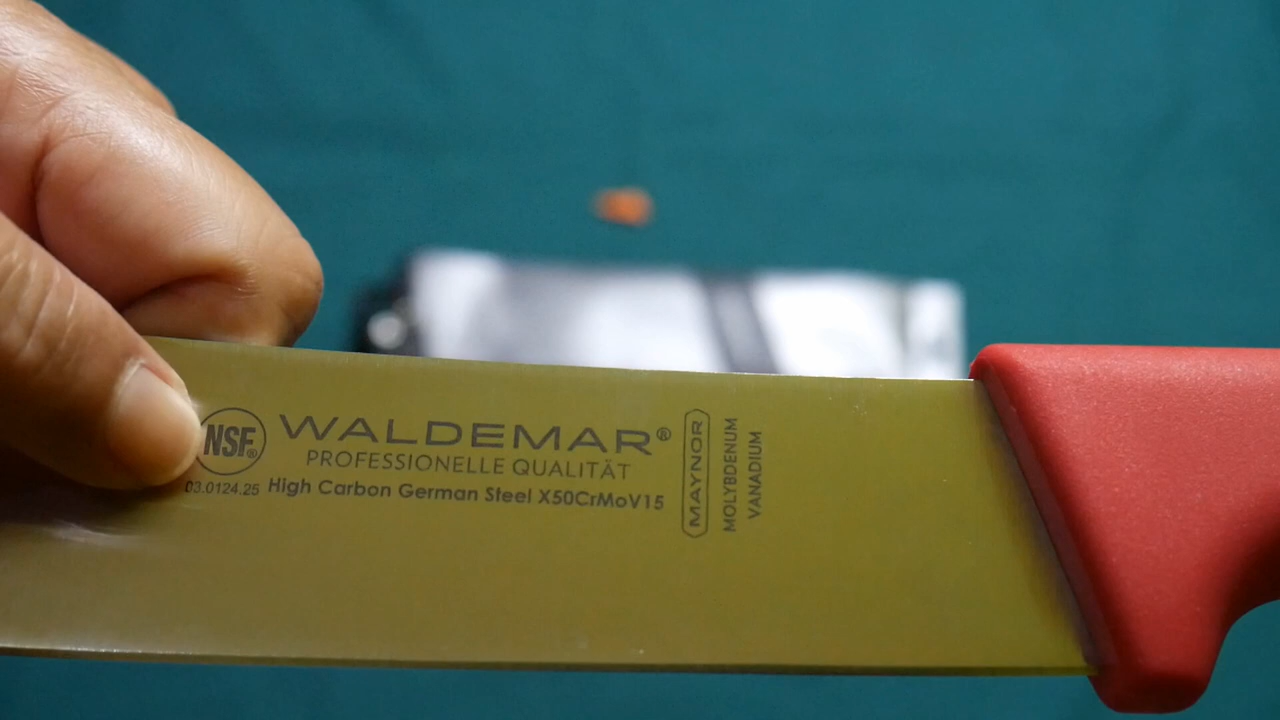 NSF®
WALDEMAR®
PROFESSIONELLE QUALITÄT
03.0124.25 High Carbon German Steel X50CrMoV15
MAYNOR
MOLYBDENUM
VANADIUM